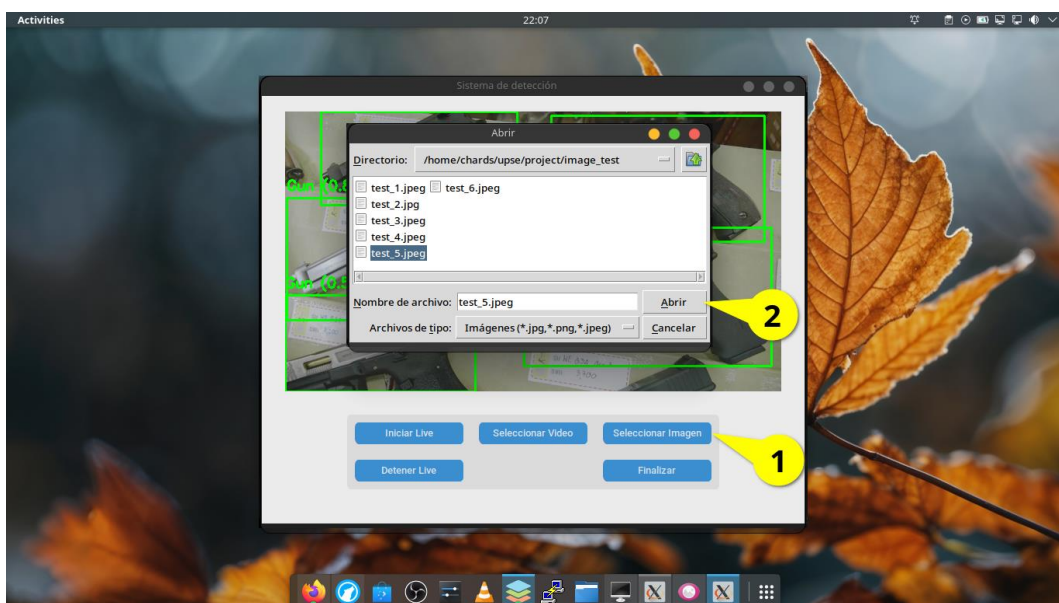 Activities
22:07
Sistema de detección
Abrir
Directorio: /home/chards/upse/project/image_test
test_1.jpeg test_6.jpeg
test_2.jpg
test_3.jpeg
test_4.jpeg
test_5.jpeg
Nombre de archivo: test_5.jpeg Abrir
Archivos de tipo: Imágenes (*.jpg,*.png,*.jpeg) Cancelar
2
Iniciar Live Seleccionar Video Seleccionar Imagen
1
Detener Live Finalizar